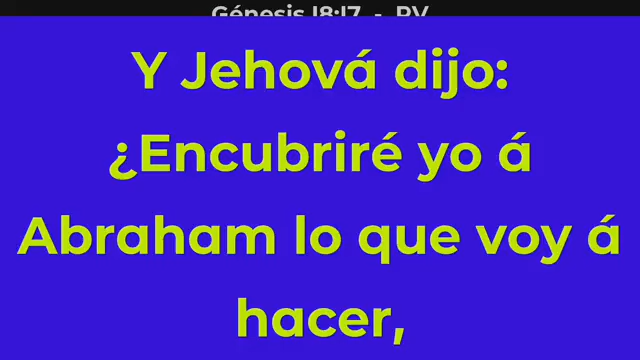 Génesis 18:17 - RV
Y Jehová dijo:
¿Encubriré yo á
Abraham lo que voy á
hacer,